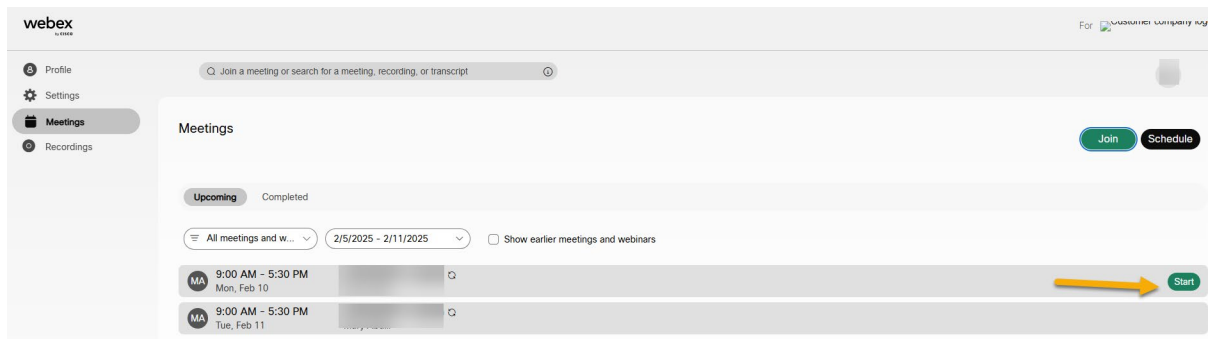 webex
by CISCO
For Customer company log
Profile
Join a meeting or search for a meeting, recording, or transcript
Settings
Meetings
Recordings
Meetings
Join
Schedule
Upcoming
Completed
All meetings and w...
2/5/2025 - 2/11/2025
Show earlier meetings and webinars
MA
9:00 AM - 5:30 PM
Mon, Feb 10
Start
MA
9:00 AM - 5:30 PM
Tue, Feb 11